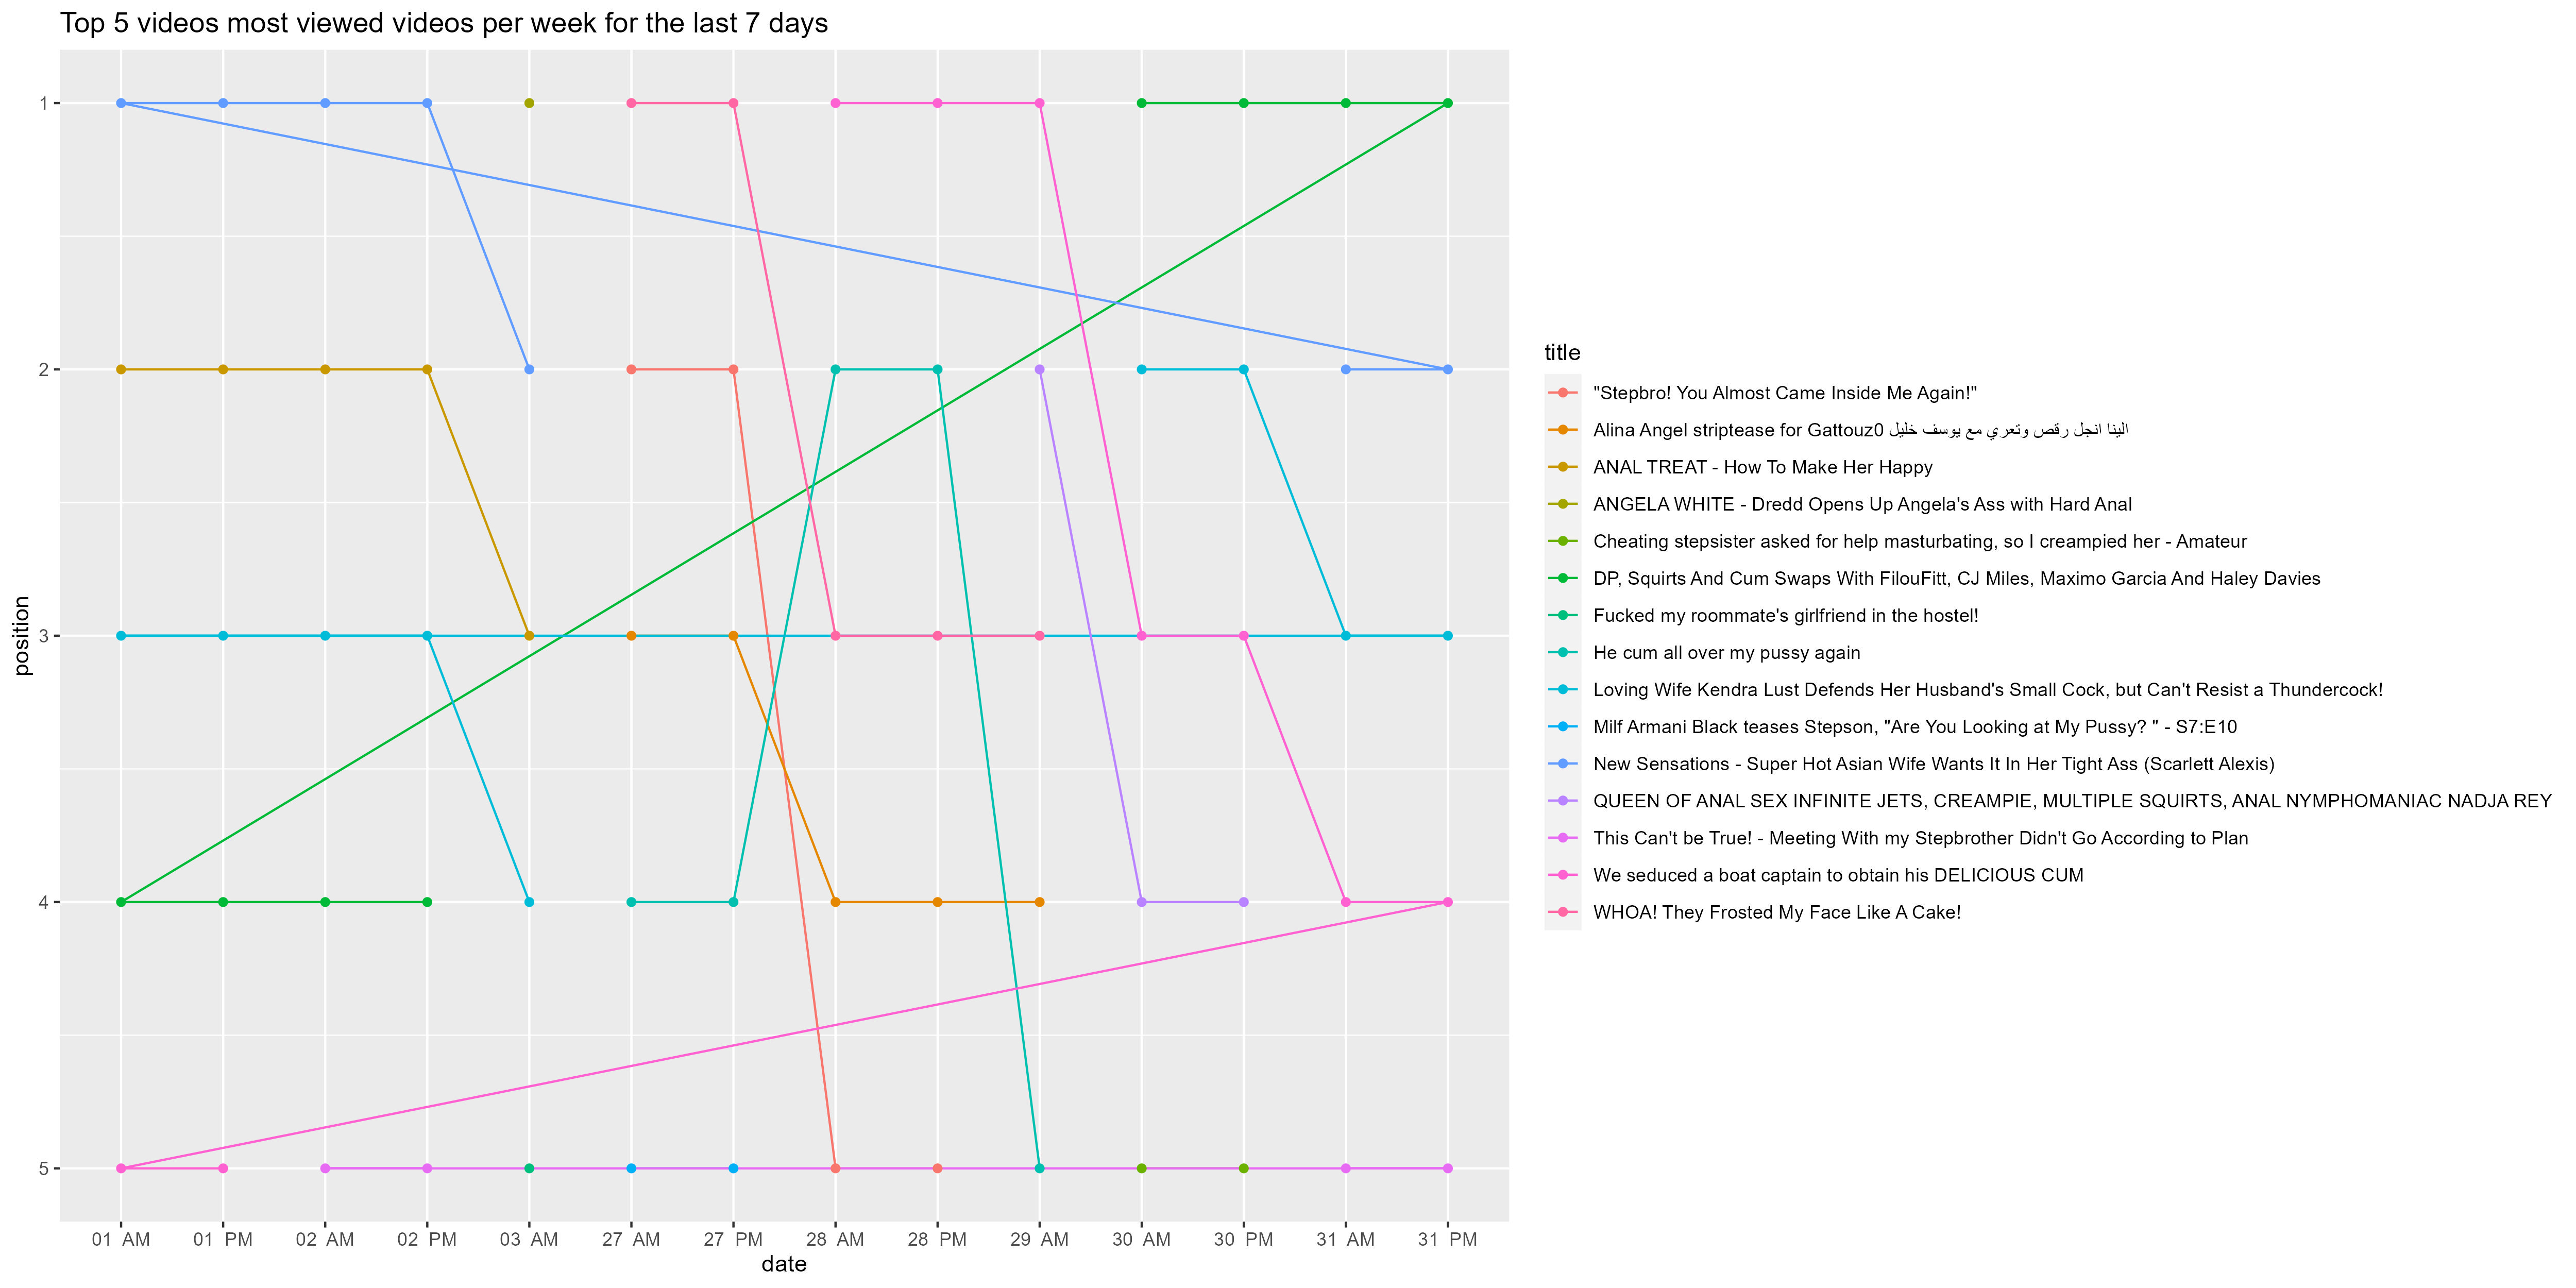 Top 5 videos most viewed videos per week for the last 7 days
position
1
2
3
4
5
01 AM
01 PM
02 AM
02 PM
03 AM
27 AM
27 PM
28 AM
28 PM
29 AM
30 AM
30 PM
31 AM
31 PM
date
title
"Stepbro! You Almost Came Inside Me Again!"
Alina Angel striptease for Gattouz0 الينا انجل رقص وتعري مع يوسف خليل
ANAL TREAT - How To Make Her Happy
ANGELA WHITE - Dredd Opens Up Angela's Ass with Hard Anal
Cheating stepsister asked for help masturbating, so I creampied her - Amateur
DP, Squirts And Cum Swaps With FilouFitt, CJ Miles, Maximo Garcia And Haley Davies
Fucked my roommate's girlfriend in the hostel!
He cum all over my pussy again
Loving Wife Kendra Lust Defends Her Husband's Small Cock, but Can't Resist a Thundercock!
Milf Armani Black teases Stepson, "Are You Looking at My Pussy? " - S7:E10
New Sensations - Super Hot Asian Wife Wants It In Her Tight Ass (Scarlett Alexis)
QUEEN OF ANAL SEX INFINITE JETS, CREAMPIE, MULTIPLE SQUIRTS, ANAL NYMPHOMANIAC NADJA REY
This Can't be True! - Meeting With my Stepbrother Didn't Go According to Plan
We seduced a boat captain to obtain his DELICIOUS CUM
WHOA! They Frosted My Face Like A Cake!